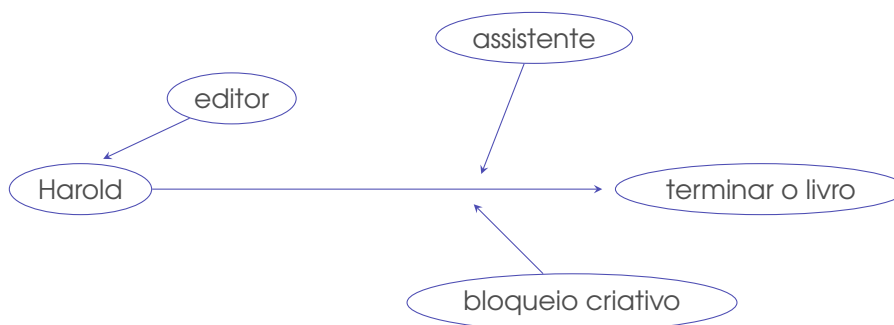 assistente
editor
Harold
terminar o livro
bloqueio criativo